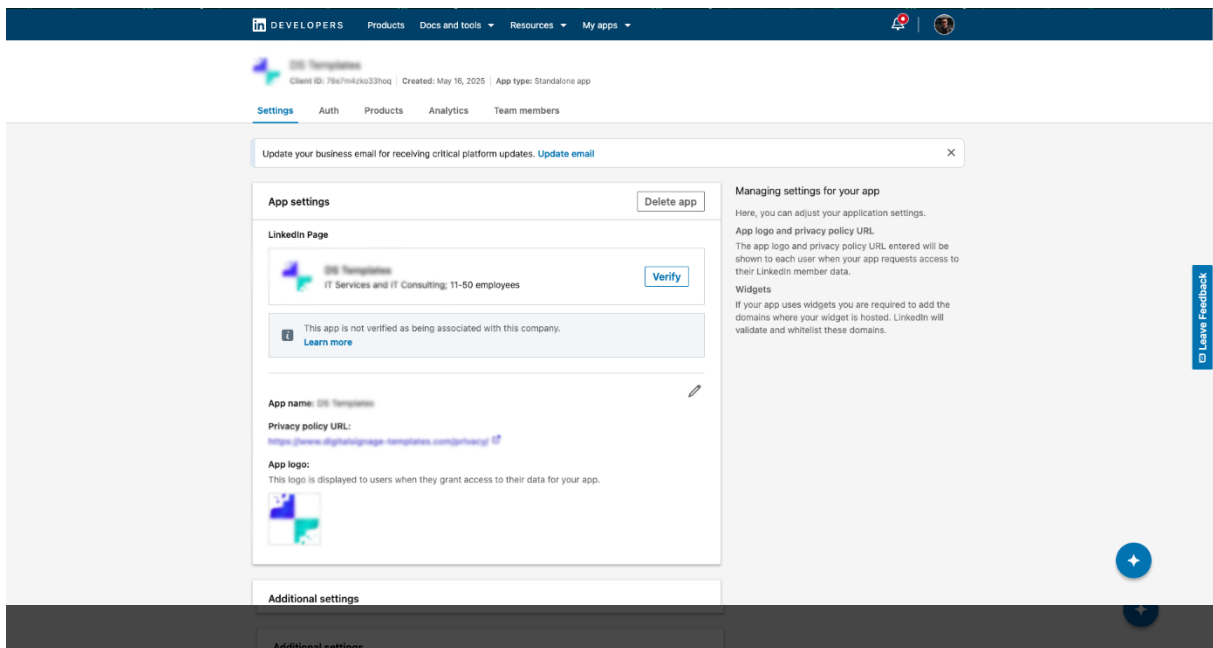 in DEVELOPERS Products Docs and tools Resources My apps
Client ID: Created: May 16, 2025 App type: Standalone app
Settings Auth Products Analytics Team members
Update your business email for receiving critical platform updates. Update email
App settings
Delete app
LinkedIn Page
IT Services and IT Consulting; 11-50 employees
Verify
This app is not verified as being associated with this company.
Learn more
App name:
Privacy policy URL:
App logo:
This logo is displayed to users when they grant access to their data for your app.
Additional settings
Managing settings for your app
Here, you can adjust your application settings.
App logo and privacy policy URL
The app logo and privacy policy URL entered will be
shown to each user when your app requests access to
their LinkedIn member data.
Widgets
If your app uses widgets you are required to add the
domains where your widget is hosted. LinkedIn will
validate and whitelist these domains.
Leave Feedback
Additional settings